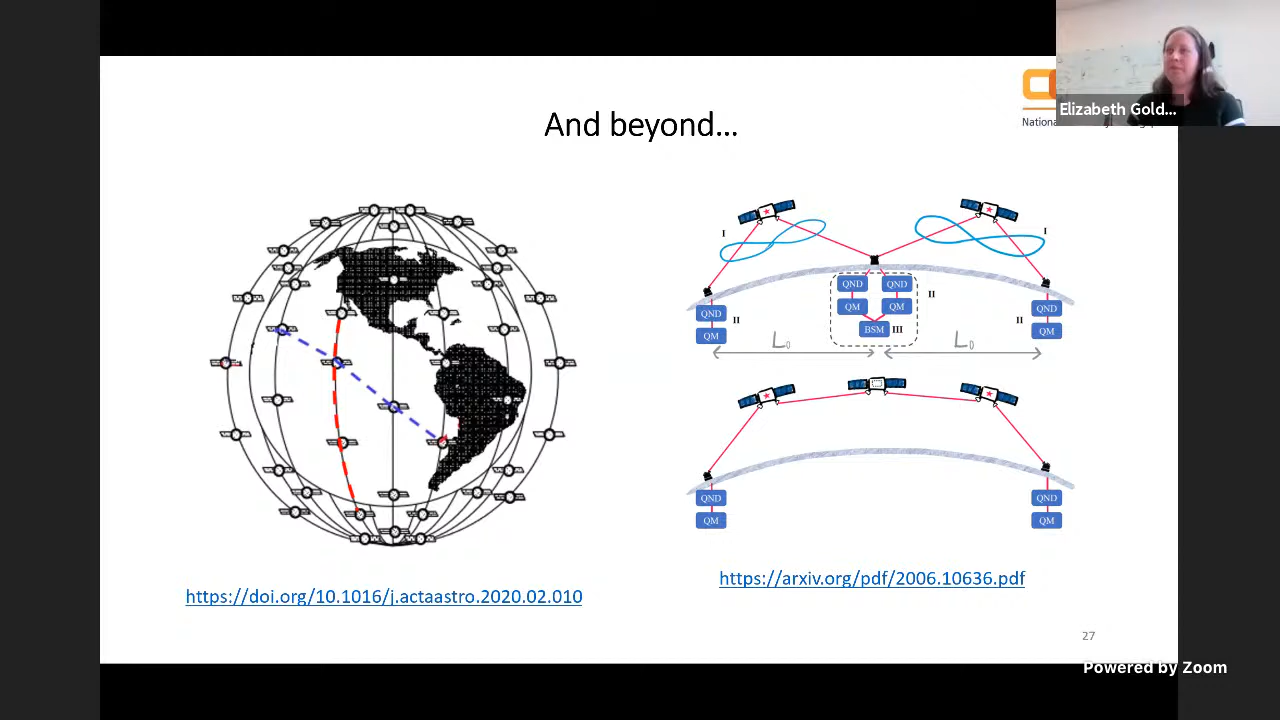 And beyond...
Elizabeth Gold...
I
I
QND
QND
QND
QM
QM
QM
BSM
II
II
III
II
QND
QM
L₀
L₀
QND
QM
QND
QM
https://doi.org/10.1016/j.actaastro.2020.02.010
https://arxiv.org/pdf/2006.10636.pdf
27
Powered by Zoom